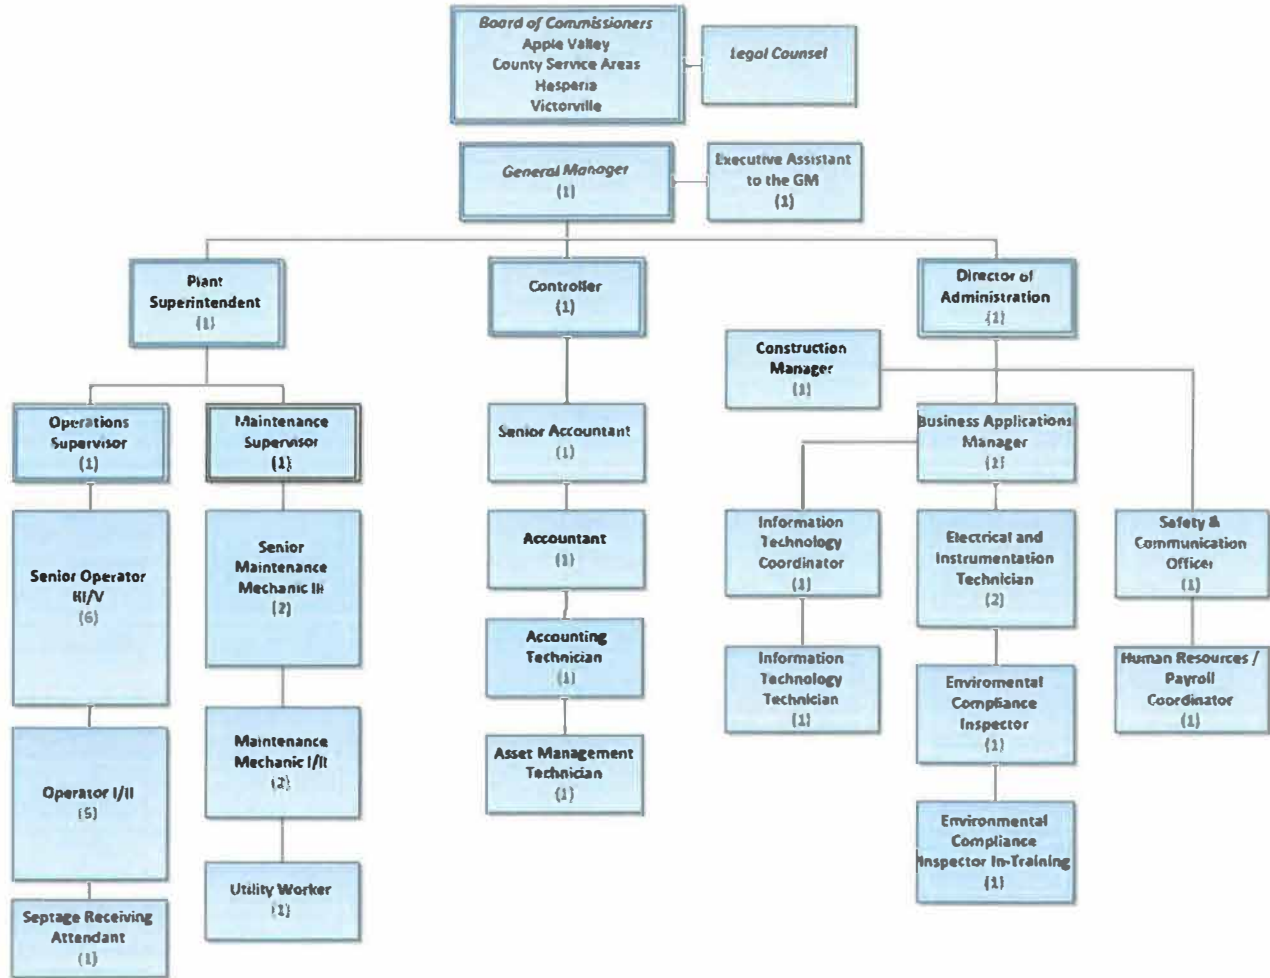 Board of Commissioners
Apple Valley
County Service Areas
Hesperia
Victorville
Legal Counsel
General Manager
(1)
Executive Assistant
to the GM
(1)
Plant
Superintendent
(1)
Controller
(1)
Director of
Administration
(1)
Construction
Manager
(1)
Operations
Supervisor
(1)
Maintenance
Supervisor
(1)
Senior Accountant
(1)
Business Applications
Manager
(1)
Senior Operator
III/V
(6)
Senior
Maintenance
Mechanic III
(2)
Accountant
(1)
Information
Technology
Coordinator
(1)
Electrical and
Instrumentation
Technician
(2)
Safety &
Communication
Officer
(1)
Accounting
Technician
(1)
Information
Technology
Technician
(1)
Enviromental
Compliance
Inspector
(1)
Human Resources /
Payroll
Coordinator
(1)
Operator I/II
(5)
Maintenance
Mechanic I/II
(2)
Asset Management
Technician
(1)
Environmental
Compliance
Inspector In-Training
(1)
Septage Receiving
Attendant
(1)
Utility Worker
(1)